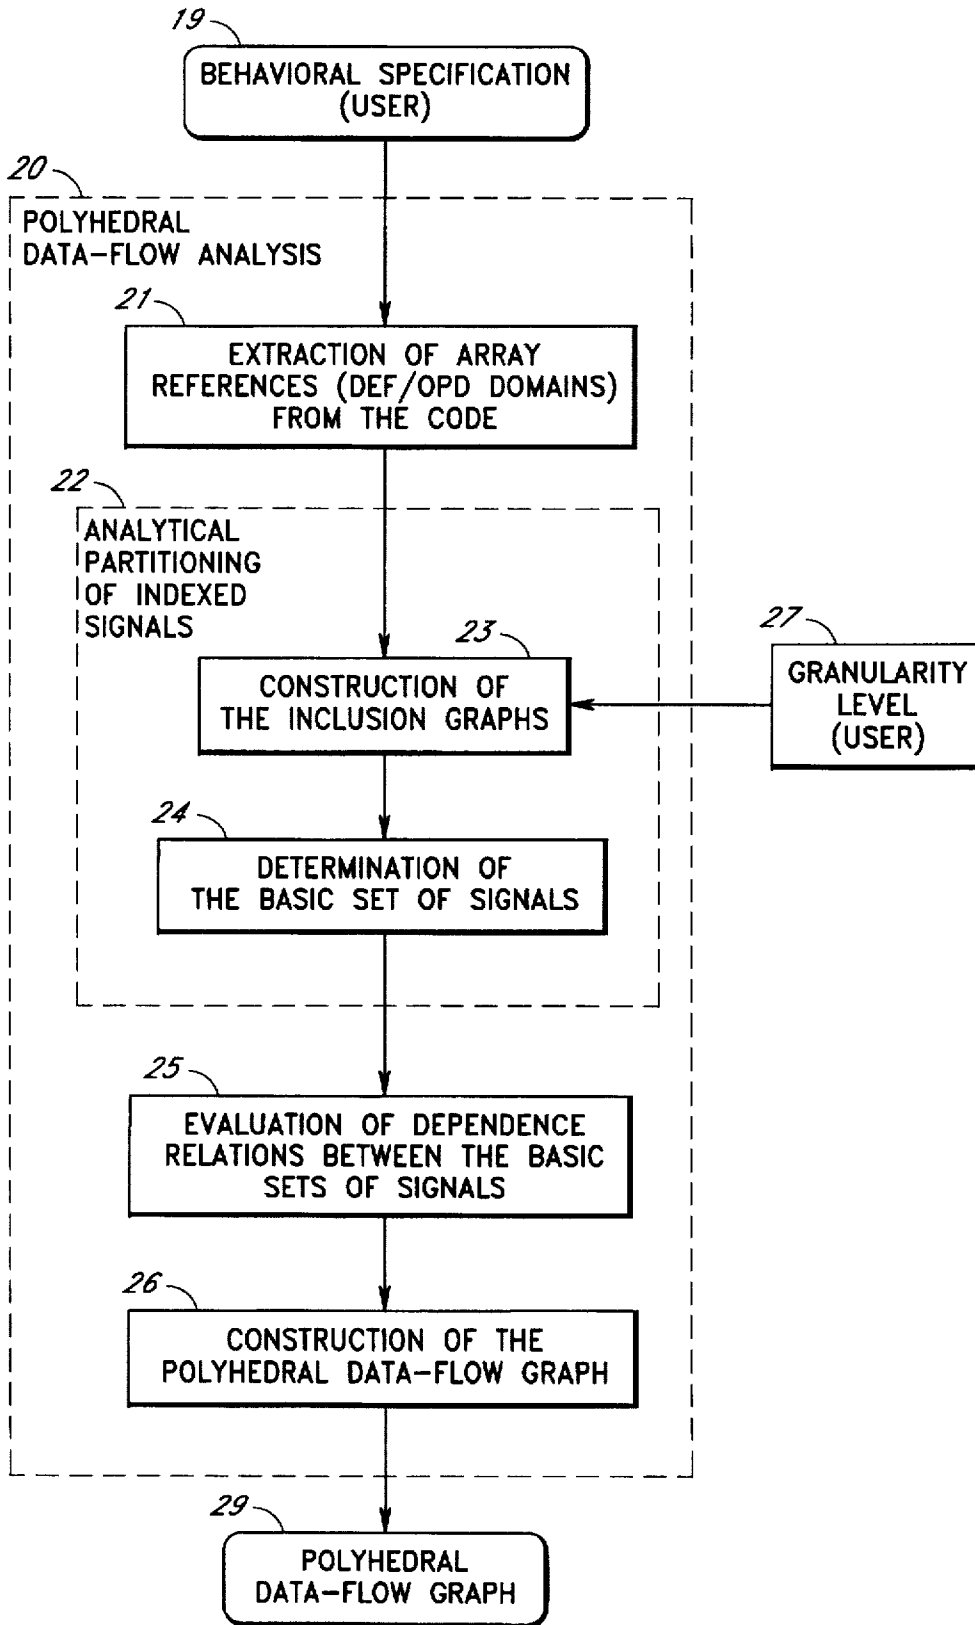 19
BEHAVIORAL SPECIFICATION
(USER)
20
POLYHEDRAL
DATA-FLOW ANALYSIS
21
EXTRACTION OF ARRAY
REFERENCES (DEF/OPD DOMAINS)
FROM THE CODE
22
ANALYTICAL
PARTITIONING
OF INDEXED
SIGNALS
23
CONSTRUCTION OF
THE INCLUSION GRAPHS
27
GRANULARITY
LEVEL
(USER)
24
DETERMINATION OF
THE BASIC SET OF SIGNALS
25
EVALUATION OF DEPENDENCE
RELATIONS BETWEEN THE BASIC
SETS OF SIGNALS
26
CONSTRUCTION OF THE
POLYHEDRAL DATA-FLOW GRAPH
29
POLYHEDRAL
DATA-FLOW GRAPH